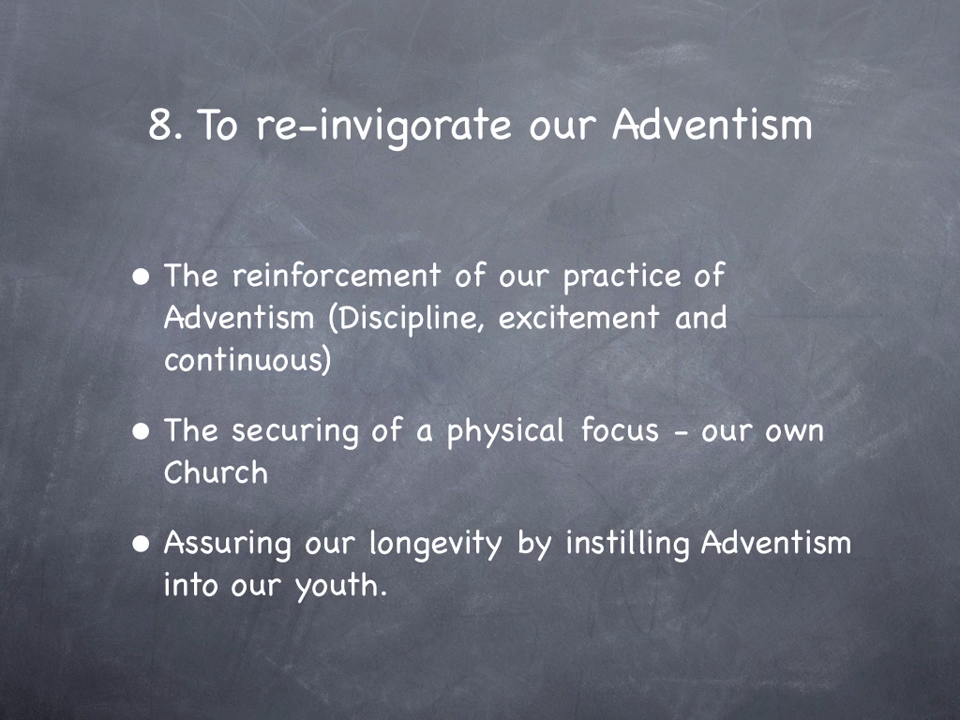 8. To re-invigorate our Adventism
• The reinforcement of our practice of
Adventism (Discipline, excitement and
continuous)
• The securing of a physical focus - our own
Church
• Assuring our longevity by instilling Adventism
into our youth.